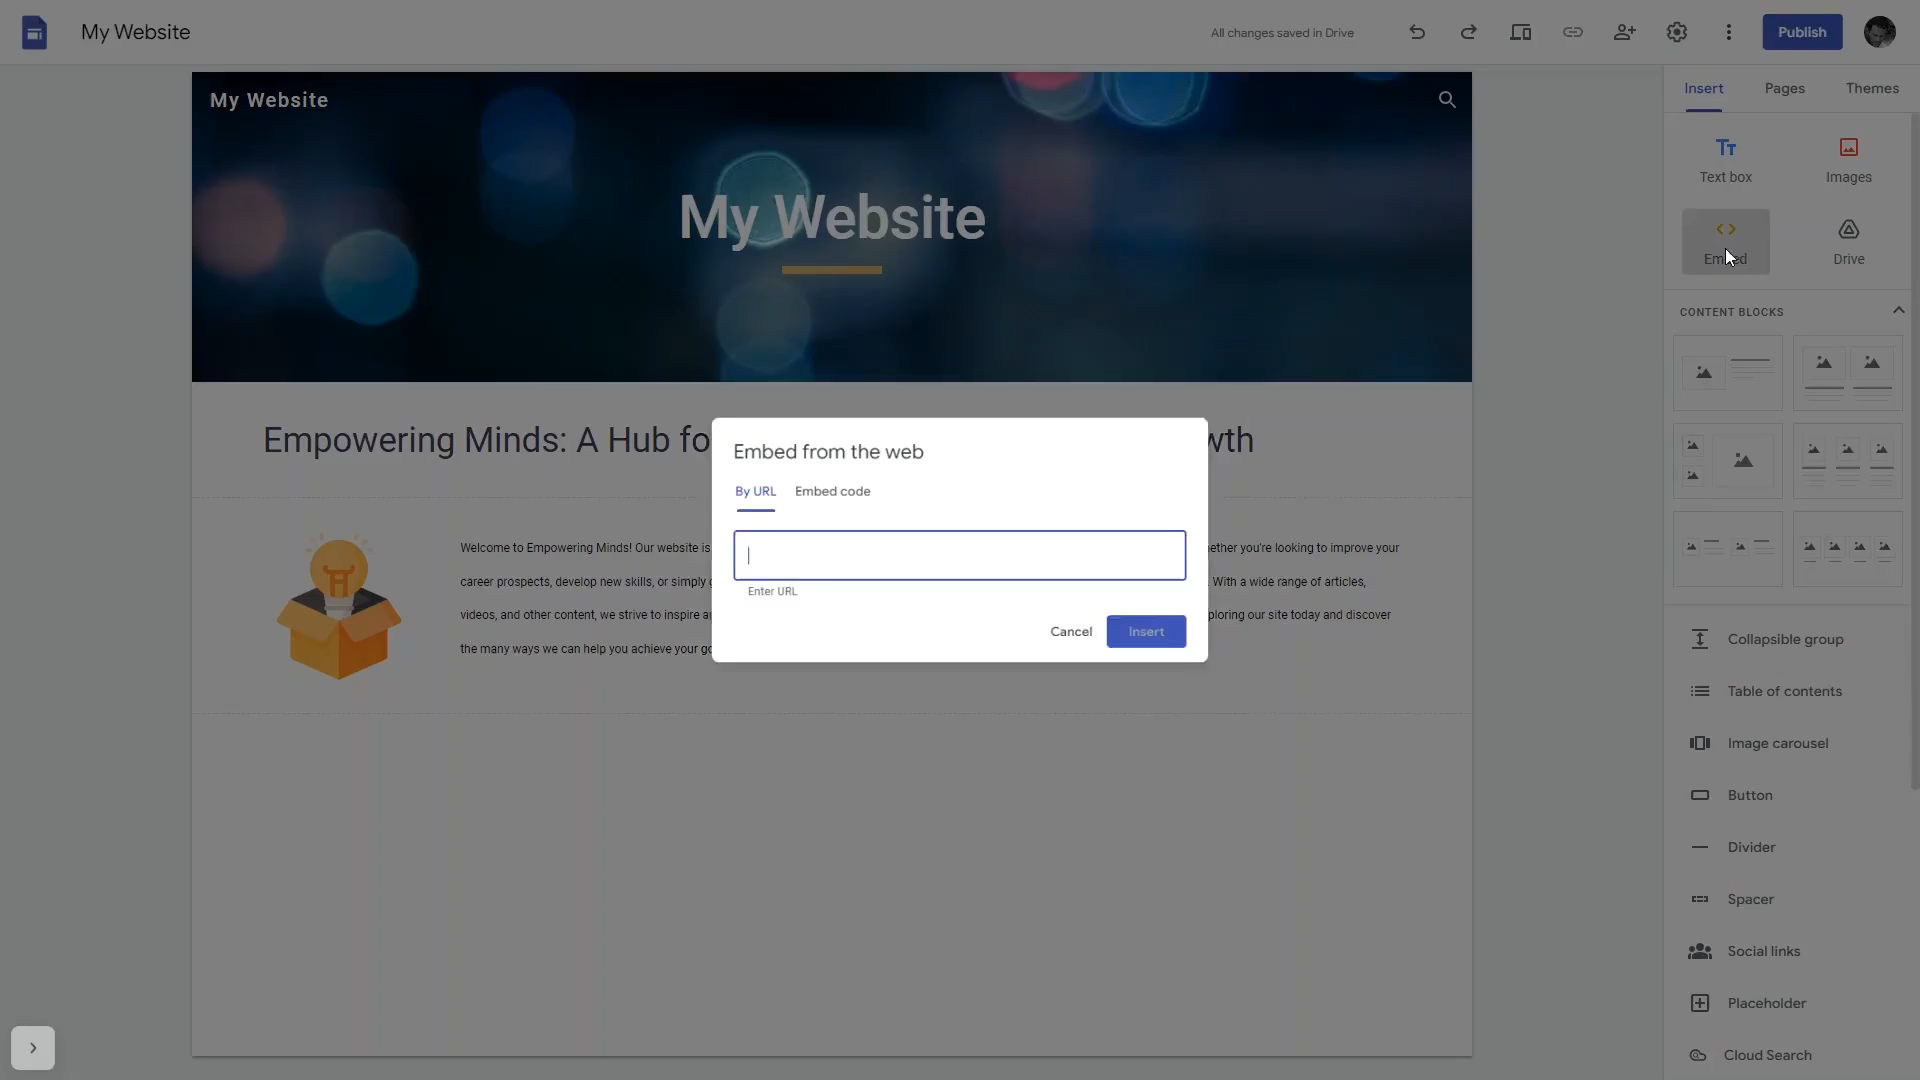 My Website
All changes saved in Drive
Publish
Insert Pages Themes
My Website
My Website
Text box Images
Embed Drive
CONTENT BLOCKS
Empowering Minds: A Hub fo wth
Embed from the web
By URL Embed code
Enter URL
Cancel Insert
Welcome to Empowering Minds! Our website is ether you're looking to improve your
career prospects, develop new skills, or simply With a wide range of articles,
videos, and other content, we strive to inspire a ploring our site today and discover
the many ways we can help you achieve your go
Collapsible group
Table of contents
Image carousel
Button
Divider
Spacer
Social links
Placeholder
Cloud Search